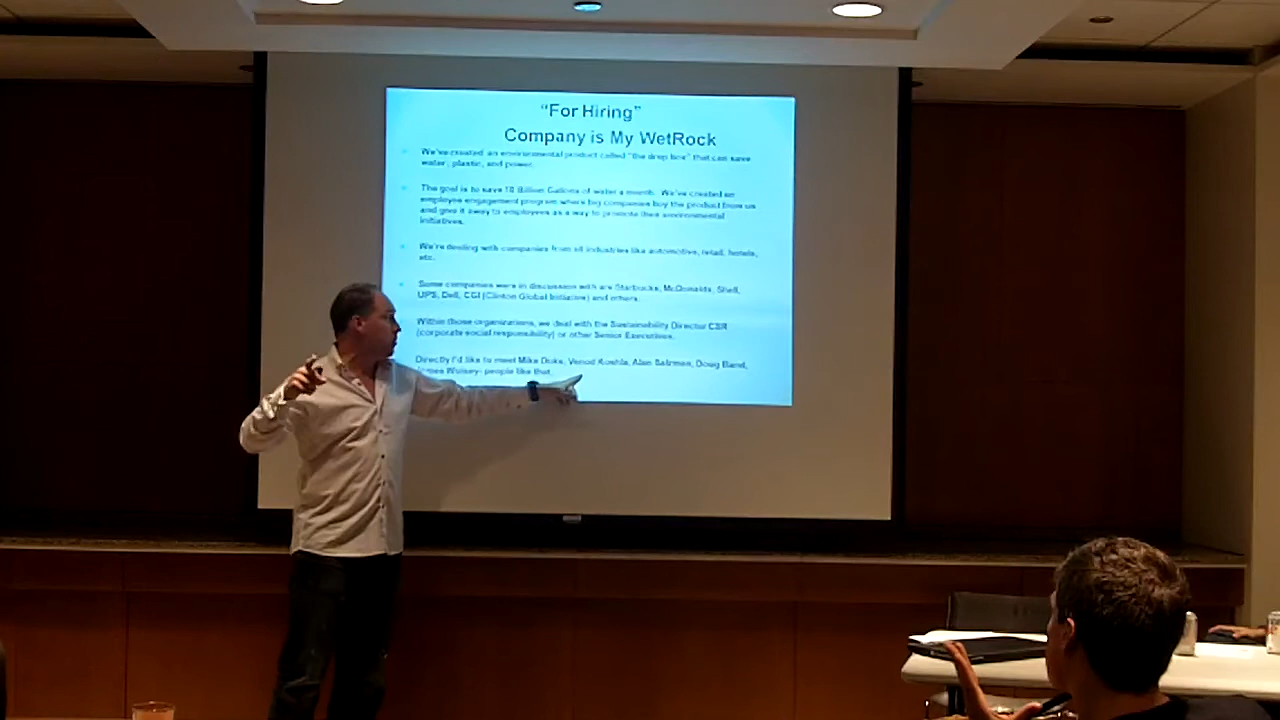 “For Hiring”
Company is My WetRock
We've created an environmental product called “the drop box” that can save
water, plastic, and power.
The goal is to save 10 Billion Gallons of water a month. We've created an
employee engagement program where big companies buy the product from us
and give it away to employees as a way to promote their environmental
initiatives.
We're dealing with companies from all industries like automotive, retail, hotels,
etc.
Some companies were in discussion with are Starbucks, McDonalds, Shell,
UPS, Dell, CGI (Clinton Global Initiative) and others.
Within those organizations, we deal with the Sustainability Director CSR
(corporate social responsibility) or other Senior Executives.
Directly I'd like to meet Mike Duke, Vinod Koshla, Alan Salzman, Doug Band,
James Woolsey- people like that.